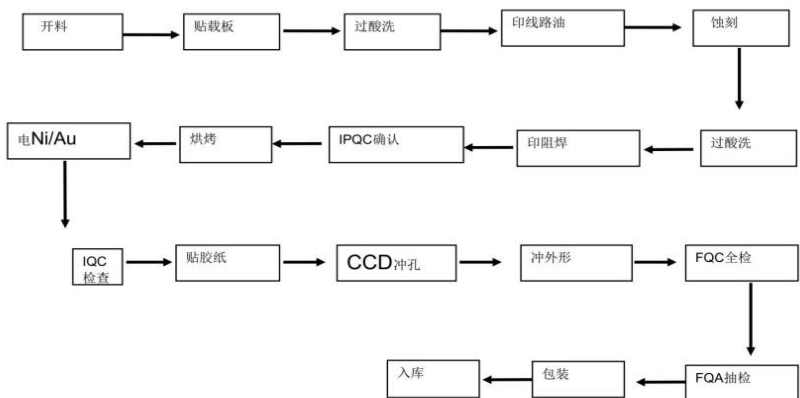 开料
贴载板
过酸洗
印线路油
蚀刻
过酸洗
印阻焊
IPQC确认
烘烤
电Ni/Au
IQC
检查
贴胶纸
CCD冲孔
冲外形
FQC全检
FQA抽检
包装
入库